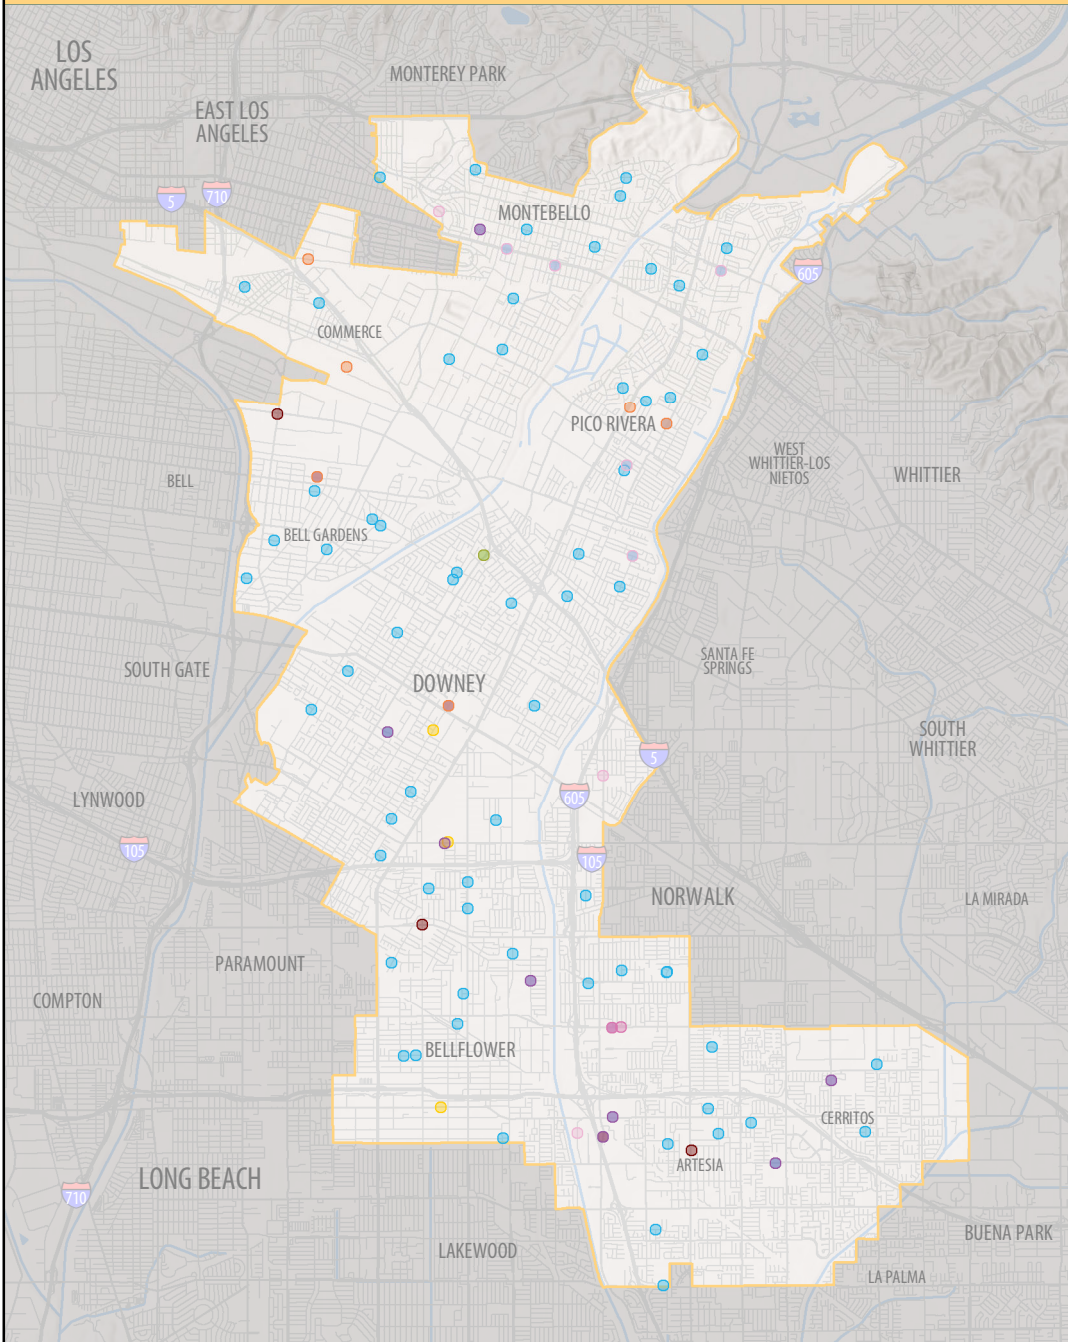 LOS
ANGELES
MONTEREY PARK
EAST LOS
ANGELES
5
710
MONTEBELLO
605
COMMERCE
PICO RIVERA
WEST
WHITTIER-LOS
NIETOS
WHITTIER
BELL
BELL GARDENS
SOUTH GATE
SANTA FE
SPRINGS
DOWNEY
SOUTH
WHITTIER
5
LYNWOOD
605
105
105
NORWALK
LA MIRADA
PARAMOUNT
COMPTON
BELLFLOWER
CERRITOS
ARTESIA
LONG BEACH
710
LAKEWOOD
BUENA PARK
LA PALMA